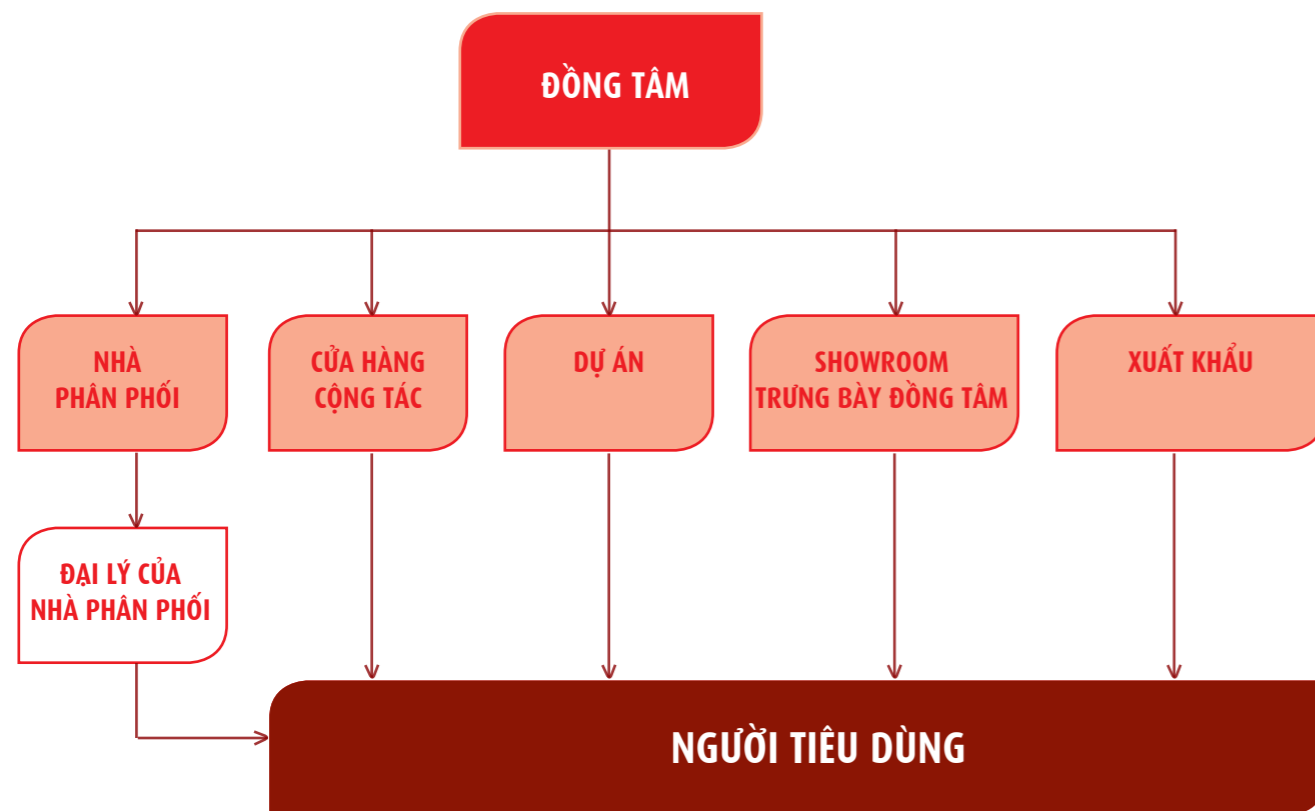 ĐỒNG TÂM
NHÀ
PHÂN PHỐI
CỬA HÀNG
CỘNG TÁC
DỰ ÁN
SHOWROOM
TRƯNG BÀY ĐỒNG TÂM
XUẤT KHẨU
ĐẠI LÝ CỦA
NHÀ PHÂN PHỐI
NGƯỜI TIÊU DÙNG